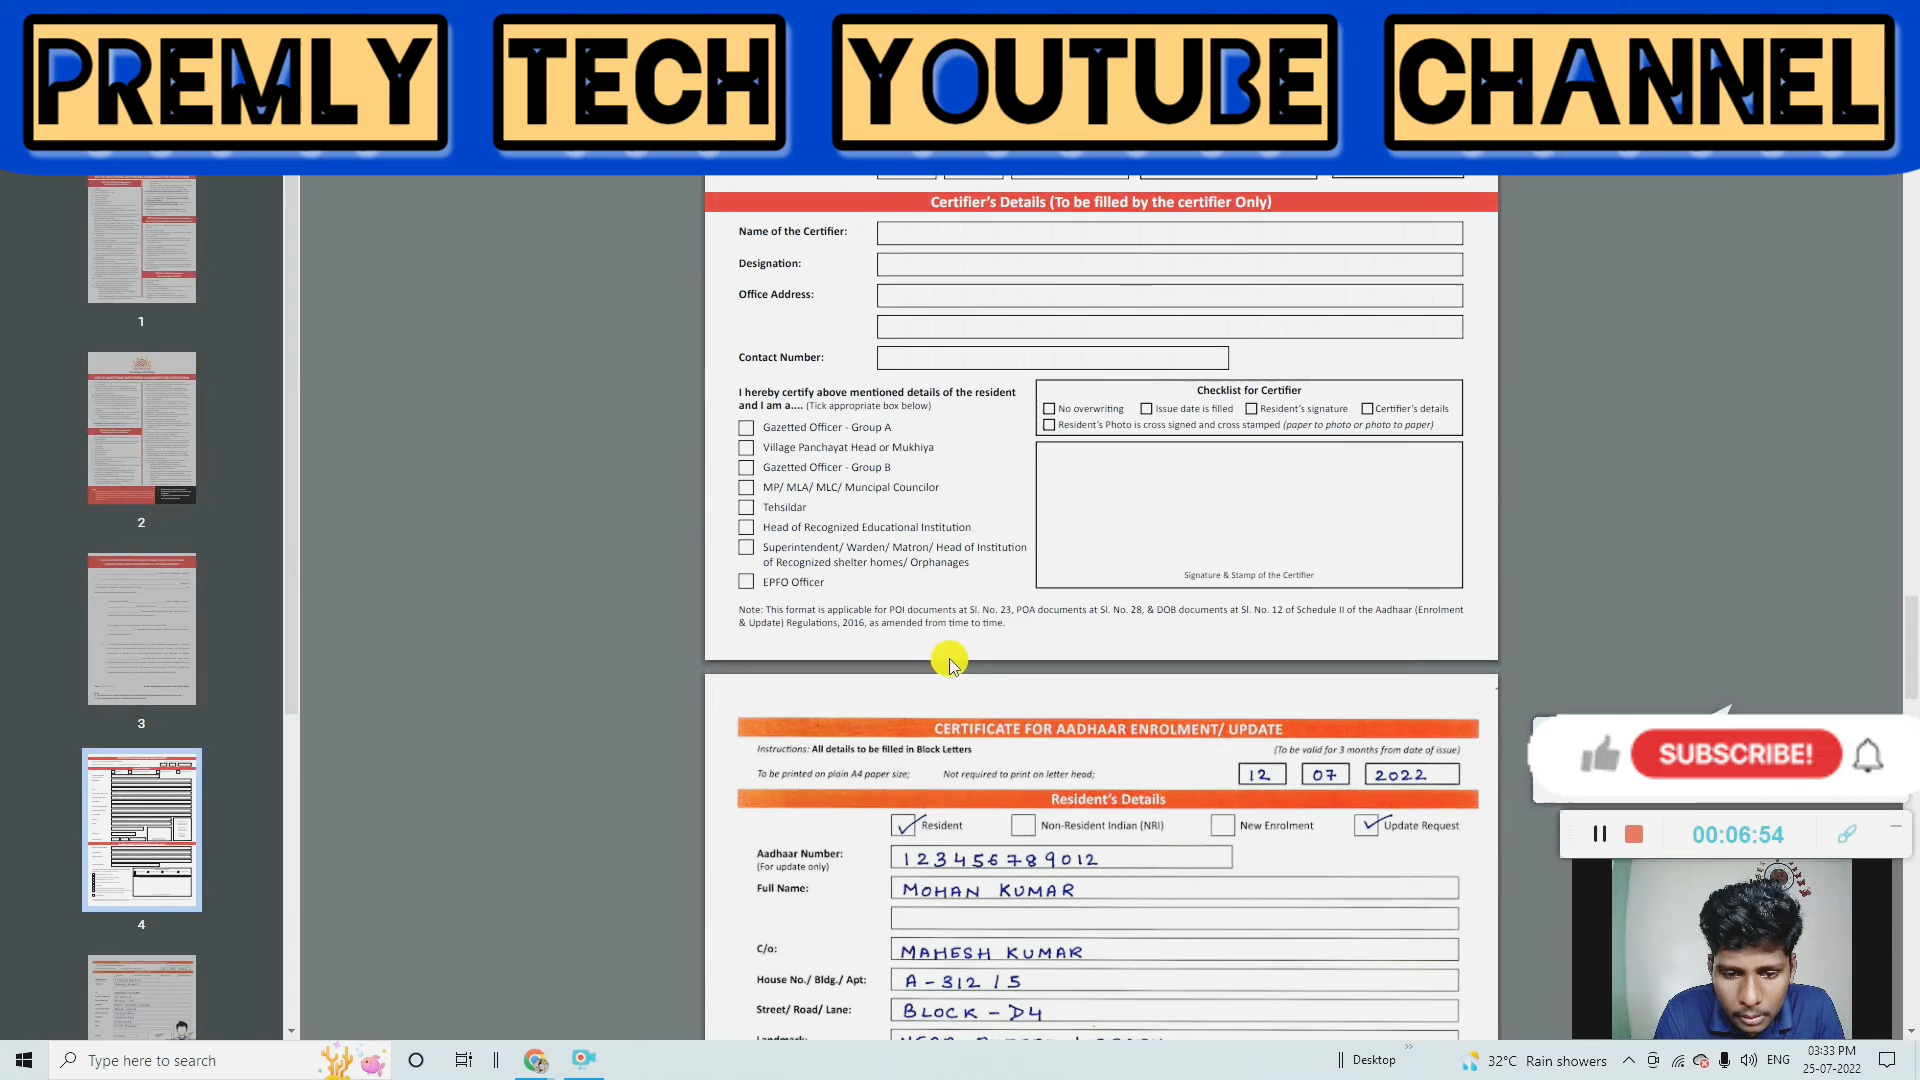 PREMLY TECH YOUTUBE CHANNEL
Certifier's Details (To be filled by the certifier Only)
Name of the Certifier:
Designation:
Office Address:
Contact Number:
I hereby certify above mentioned details of the resident
and I am a.... (Tick appropriate box below)
Gazetted Officer - Group A
Village Panchayat Head or Mukhiya
Gazetted Officer - Group B
MP/ MLA/ MLC/ Muncipal Councilor
Tehsildar
Head of Recognized Educational Institution
Superintendent/ Warden/ Matron/ Head of Institution
of Recognized shelter homes/ Orphanages
EPFO Officer
Checklist for Certifier
No overwriting Issue date is filled Resident's signature Certifier's details
Resident's Photo is cross signed and cross stamped (paper to photo or photo to paper)
Signature & Stamp of the Certifier
Note: This format is applicable for POI documents at Sl. No. 23, POA documents at Sl. No. 28, & DOB documents at Sl. No. 12 of Schedule II of the Aadhaar (Enrolment
& Update) Regulations, 2016, as amended from time to time.
CERTIFICATE FOR AADHAAR ENROLMENT/ UPDATE
Instructions: All details to be filled in Block Letters (To be valid for 3 months from date of issue)
To be printed on plain A4 paper size; Not required to print on letter head; 12 07 2022
Resident's Details
Resident Non-Resident Indian (NRI) New Enrolment Update Request
Aadhaar Number: 123456789012
(For update only)
Full Name: MOHAN KUMAR
C/o: MAHESH KUMAR
House No./ Bldg./ Apt: A-312/5
Street/ Road/ Lane: BLOCK-D4
Landmark:
1
2
3
4
SUBSCRIBE!
00:06:54
Type here to search
Desktop
32°C Rain showers
ENG
03:33 PM
25-07-2022